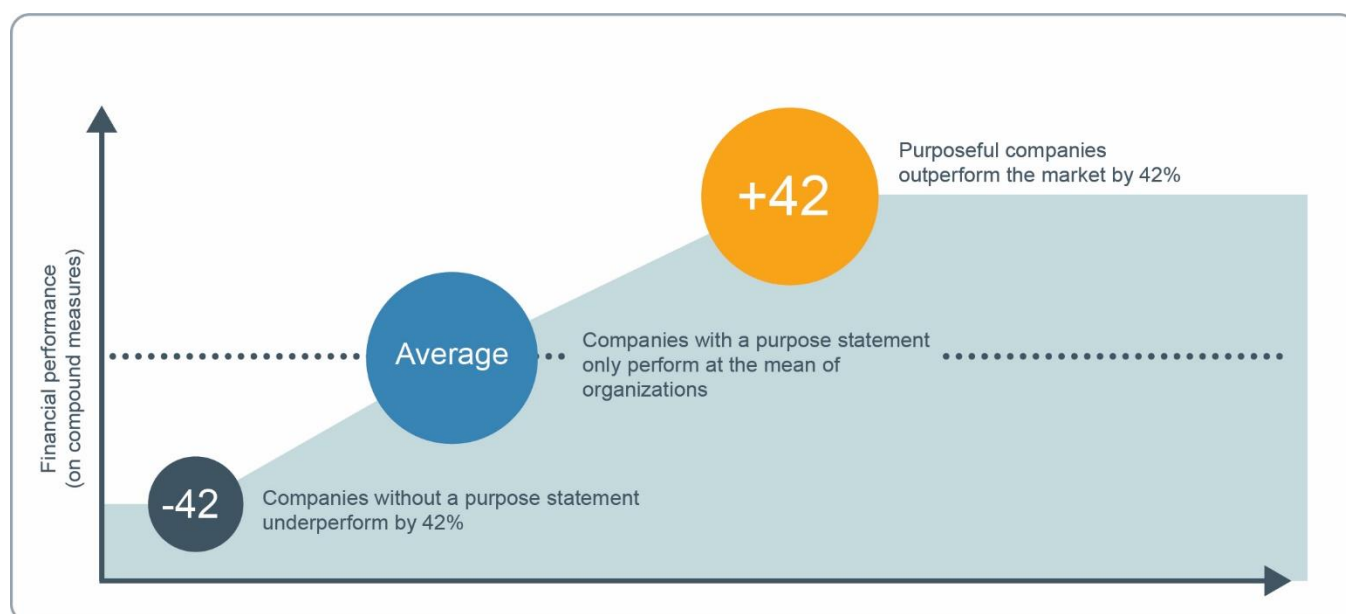 +42
Purposeful companies
outperform the market by 42%
Financial performance
(on compound measures)
Average
Companies with a purpose statement
only perform at the mean of
organizations
-42
Companies without a purpose statement
underperform by 42%